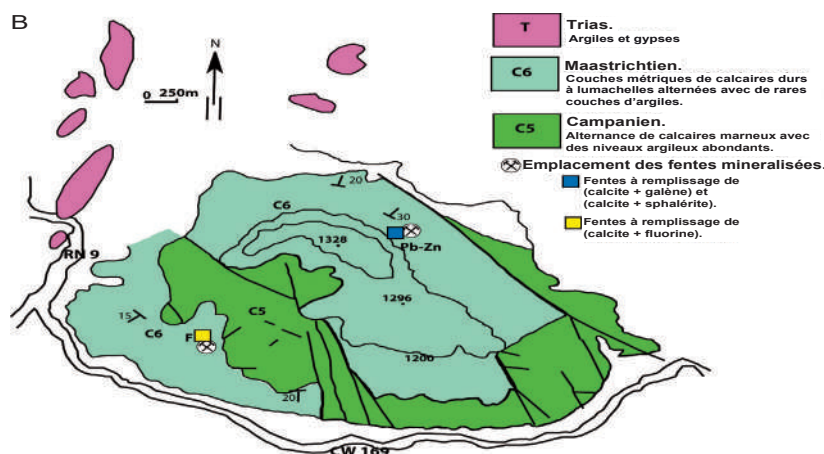 B
N
0 250m
T
Trias.
Argiles et gypses
C6
Maastrichtien.
Couches métriques de calcaires durs
à lumachelles alternées avec de rares
couches d'argiles.
C5
Campanien.
Alternance de calcaires marneux avec
des niveaux argileux abondants.
Emplacement des fentes mineralisées.
Fentes à remplissage de
(calcite + galène) et
(calcite + sphalérite).
Fentes à remplissage de
(calcite + fluorine).
20
C6
30
1328
Pb-Zn
RN 9
1296
15
C6
C5
F
1200
20
CW 169